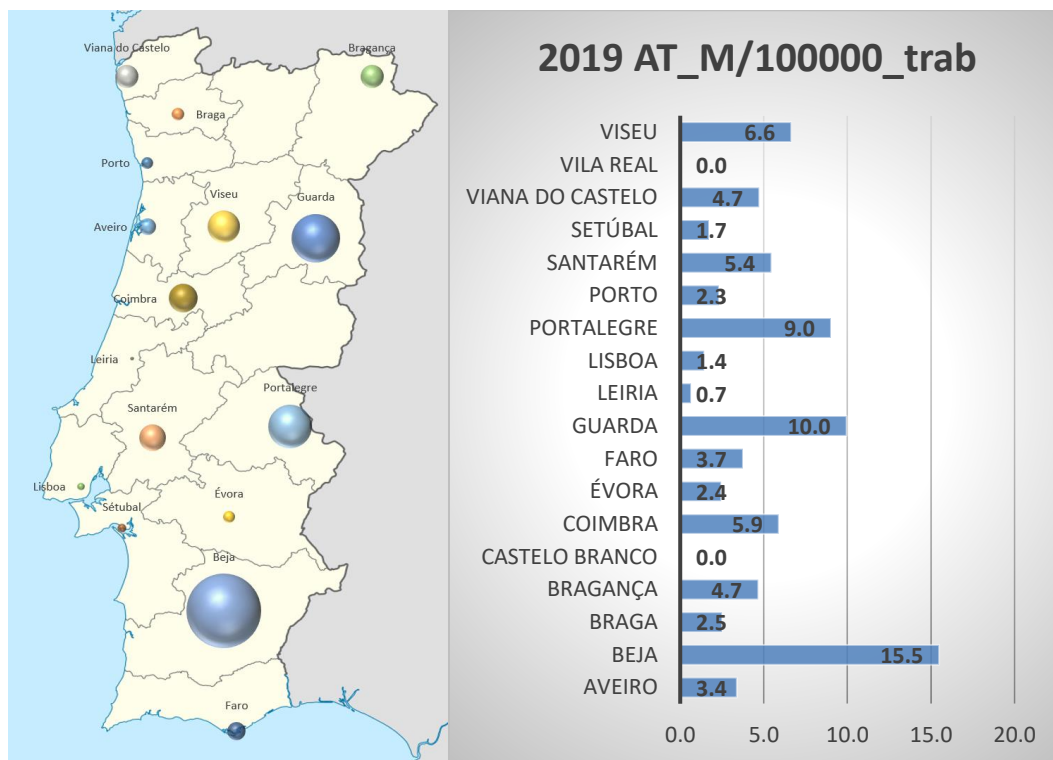 Viana do Castelo
Bragança
Braga
Porto
Viseu
Guarda
Aveiro
Coimbra
Leiria
Portalegre
Santarém
Lisboa
Évora
Sétubal
Beja
Faro
2019 AT_M/100000_trab
VISEU 6.6
VILA REAL 0.0
VIANA DO CASTELO 4.7
SETÚBAL 1.7
SANTARÉM 5.4
PORTO 2.3
PORTALEGRE 9.0
LISBOA 1.4
LEIRIA 0.7
GUARDA 10.0
FARO 3.7
ÉVORA 2.4
COIMBRA 5.9
CASTELO BRANCO 0.0
BRAGANÇA 4.7
BRAGA 2.5
BEJA 15.5
AVEIRO 3.4
0.0 5.0 10.0 15.0 20.0